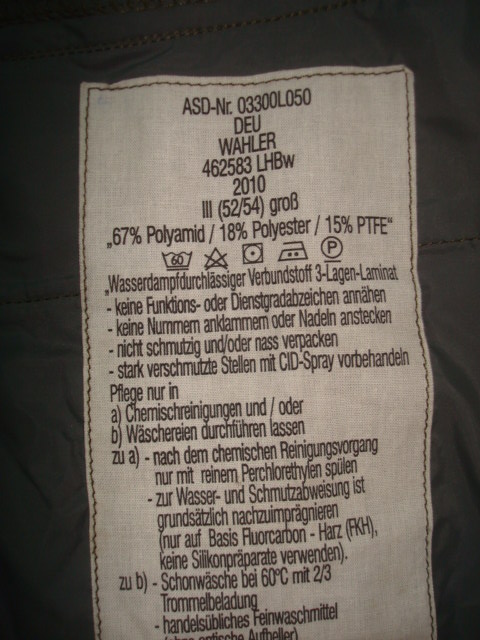 ASD-Nr. 03300L050
DEU
WAHLER
462583 LHBw
2010
III (52/54) groß
„67% Polyamid / 18% Polyester / 15% PTFE“
60 P
„Wasserdampfdurchlässiger Verbundstoff 3-Lagen-Laminat
- keine Funktions- oder Dienstgradabzeichen annähen
- keine Nummern anklammern oder Nadeln anstecken
- nicht schmutzig und/oder nass verpacken
- stark verschmutzte Stellen mit CID-Spray vorbehandeln
Pflege nur in
a) Chemischreinigungen und / oder
b) Wäschereien durchführen lassen
zu a) - nach dem chemischen Reinigungsvorgang
nur mit reinem Perchlorethylen spülen
- zur Wasser- und Schmutzabweisung ist
grundsätzlich nachzuimprägnieren
(nur auf Basis Fluorcarbon - Harz (FKH),
keine Silikonpräparate verwenden).
zu b) - Schonwäsche bei 60°C mit 2/3
Trommelbeladung
- handelsübliches Feinwaschmittel
(ohne optische Aufheller)